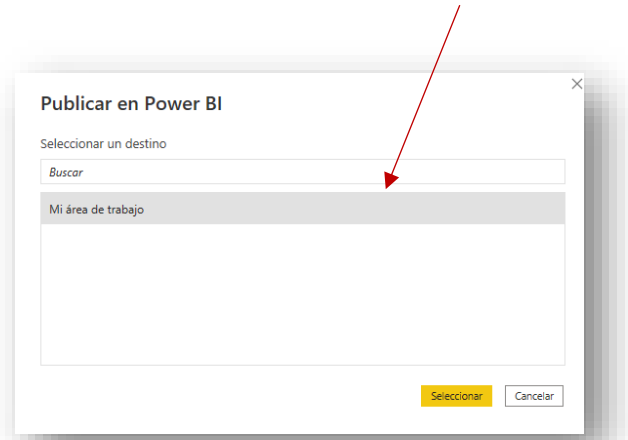 Publicar en Power BI
Seleccionar un destino
Buscar
Mi área de trabajo
Seleccionar Cancelar